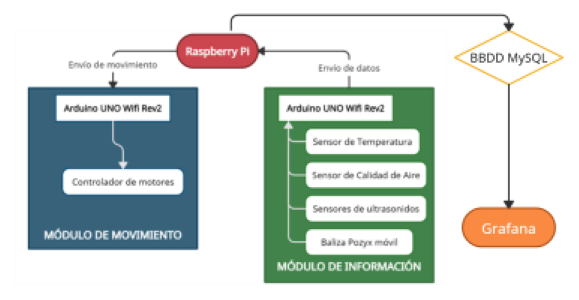 Raspberry Pi
BBDD MySQL
Envío de movimiento
Envío de datos
Arduino UNO Wifi Rev2
Arduino UNO Wifi Rev2
Sensor de Temperatura
Controlador de motores
Sensor de Calidad de Aire
Sensores de ultrasonidos
Grafana
MÓDULO DE MOVIMIENTO
Baliza Pozyx móvil
MÓDULO DE INFORMACIÓN